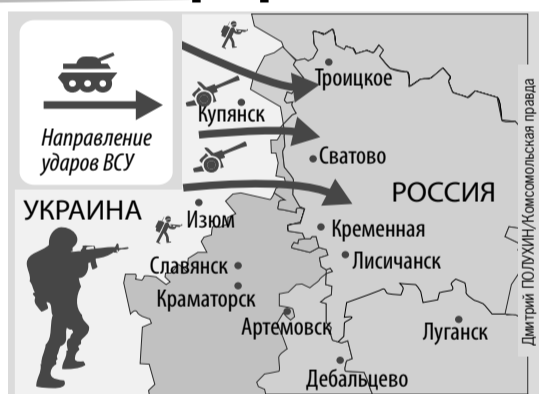 Направление
ударов ВСУ
Троицкое
Купянск
Сватово
РОССИЯ
УКРАИНА
Изюм
Кременная
Лисичанск
Славянск
Краматорск
Артемовск
Луганск
Дебальцево
Дмитрий ПОЛУХИН/Комсомольская правда